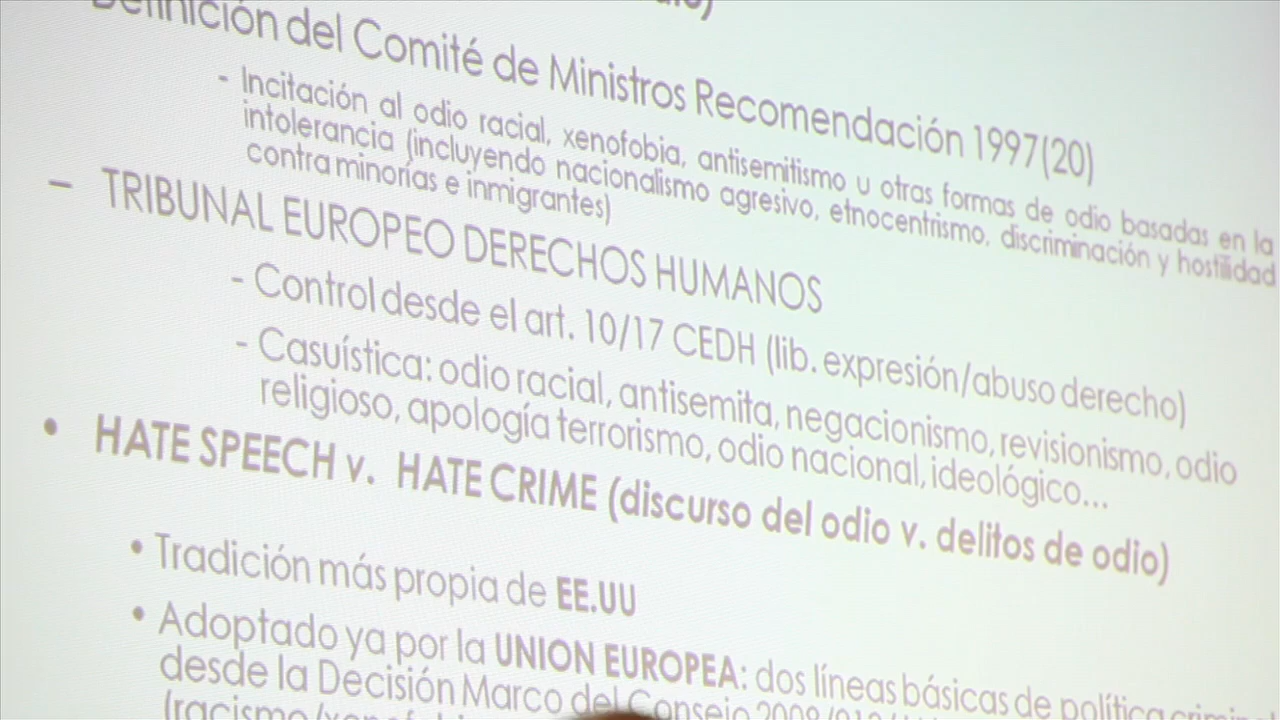 Definición del Comité de Ministros Recomendación 1997(20)
- Incitación al odio racial, xenofobia, antisemitismo u otras formas de odio basadas en la
intolerancia (incluyendo nacionalismo agresivo, etnocentrismo, discriminación y hostilidad
contra minorías e inmigrantes)
– TRIBUNAL EUROPEO DERECHOS HUMANOS
- Control desde el art. 10/17 CEDH (lib. expresión/abuso derecho)
- Casuística: odio racial, antisemita, negacionismo, revisionismo, odio
religioso, apología terrorismo, odio nacional, ideológico...
• HATE SPEECH v. HATE CRIME (discurso del odio v. delitos de odio)
• Tradición más propia de EE.UU
• Adoptado ya por la UNION EUROPEA: dos líneas básicas de política
desde la Decisión Marco del Consejo